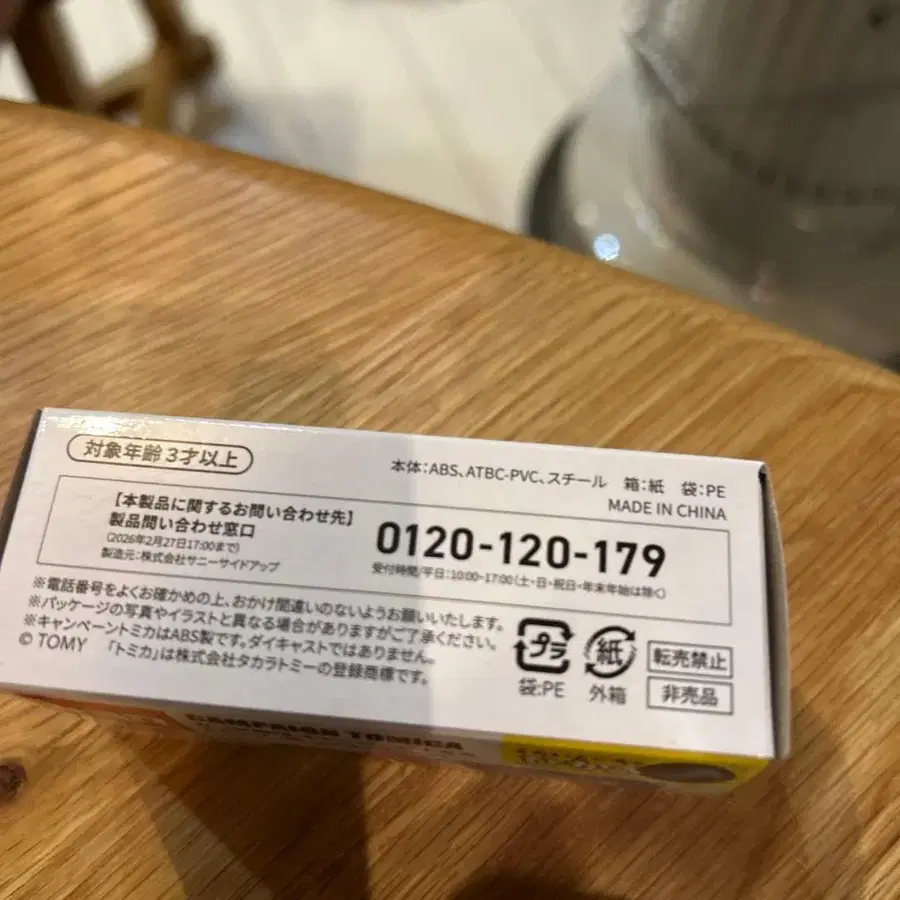 対象年齢3才以上
本体:ABS、ATBC-PVC、スチール 箱:紙 袋:PE
MADE IN CHINA
【本製品に関するお問い合わせ先】
製品問い合わせ窓口
(2026年2月27日17:00まで)
製造元:株式会社サニーサイドアップ
0120-120-179
受付時間/平日:10:00~17:00(土・日・祝日・年末年始は除く)
※電話番号をよくお確かめの上、おかけ間違いのないようお願いいたします。
※パッケージの写真やイラストと異なる場合がありますがご了承ください。
※キャンペーントミカはABS製です。ダイキャストではありません。
© TOMY 「トミカ」は株式会社タカラトミーの登録商標です。
プラ
袋:PE
紙
外箱
転売禁止
非売品
CAMPAIGN TOMICA